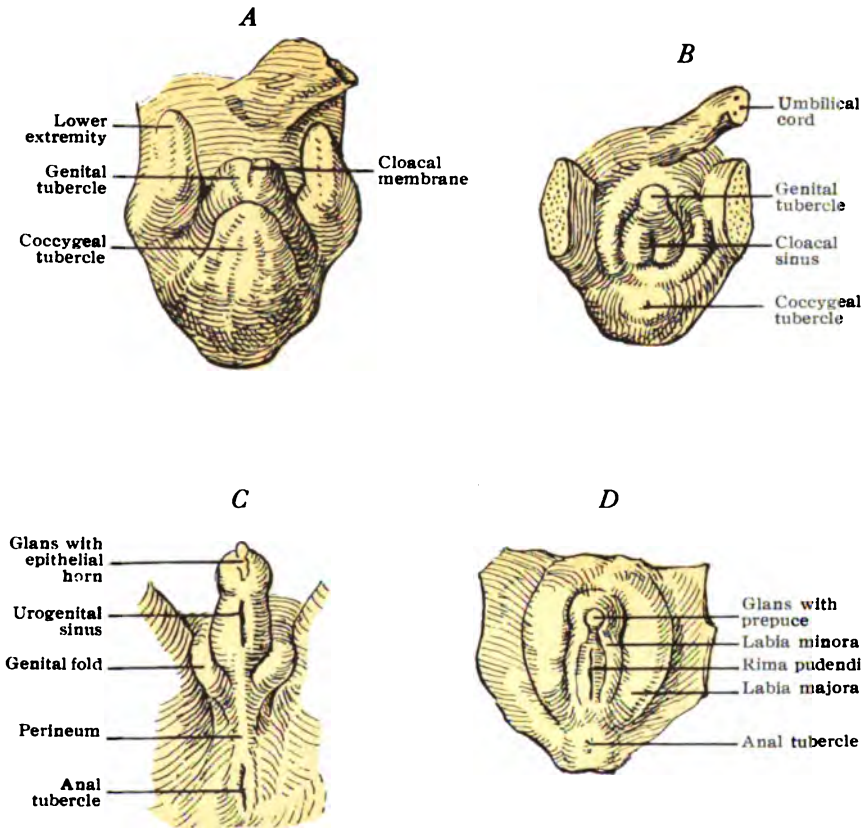 A
Lower
extremity
Genital
tubercle
Coccygeal
tubercle
Cloacal
membrane
B
Umbilical
cord
Genital
tubercle
Cloacal
sinus
Coccygeal
tubercle
C
Glans with
epithelial
horn
Urogenital
sinus
Genital fold
Perineum
Anal
tubercle
D
Glans with
prepuce
Labia minora
Rima pudendi
Labia majora
Anal tubercle